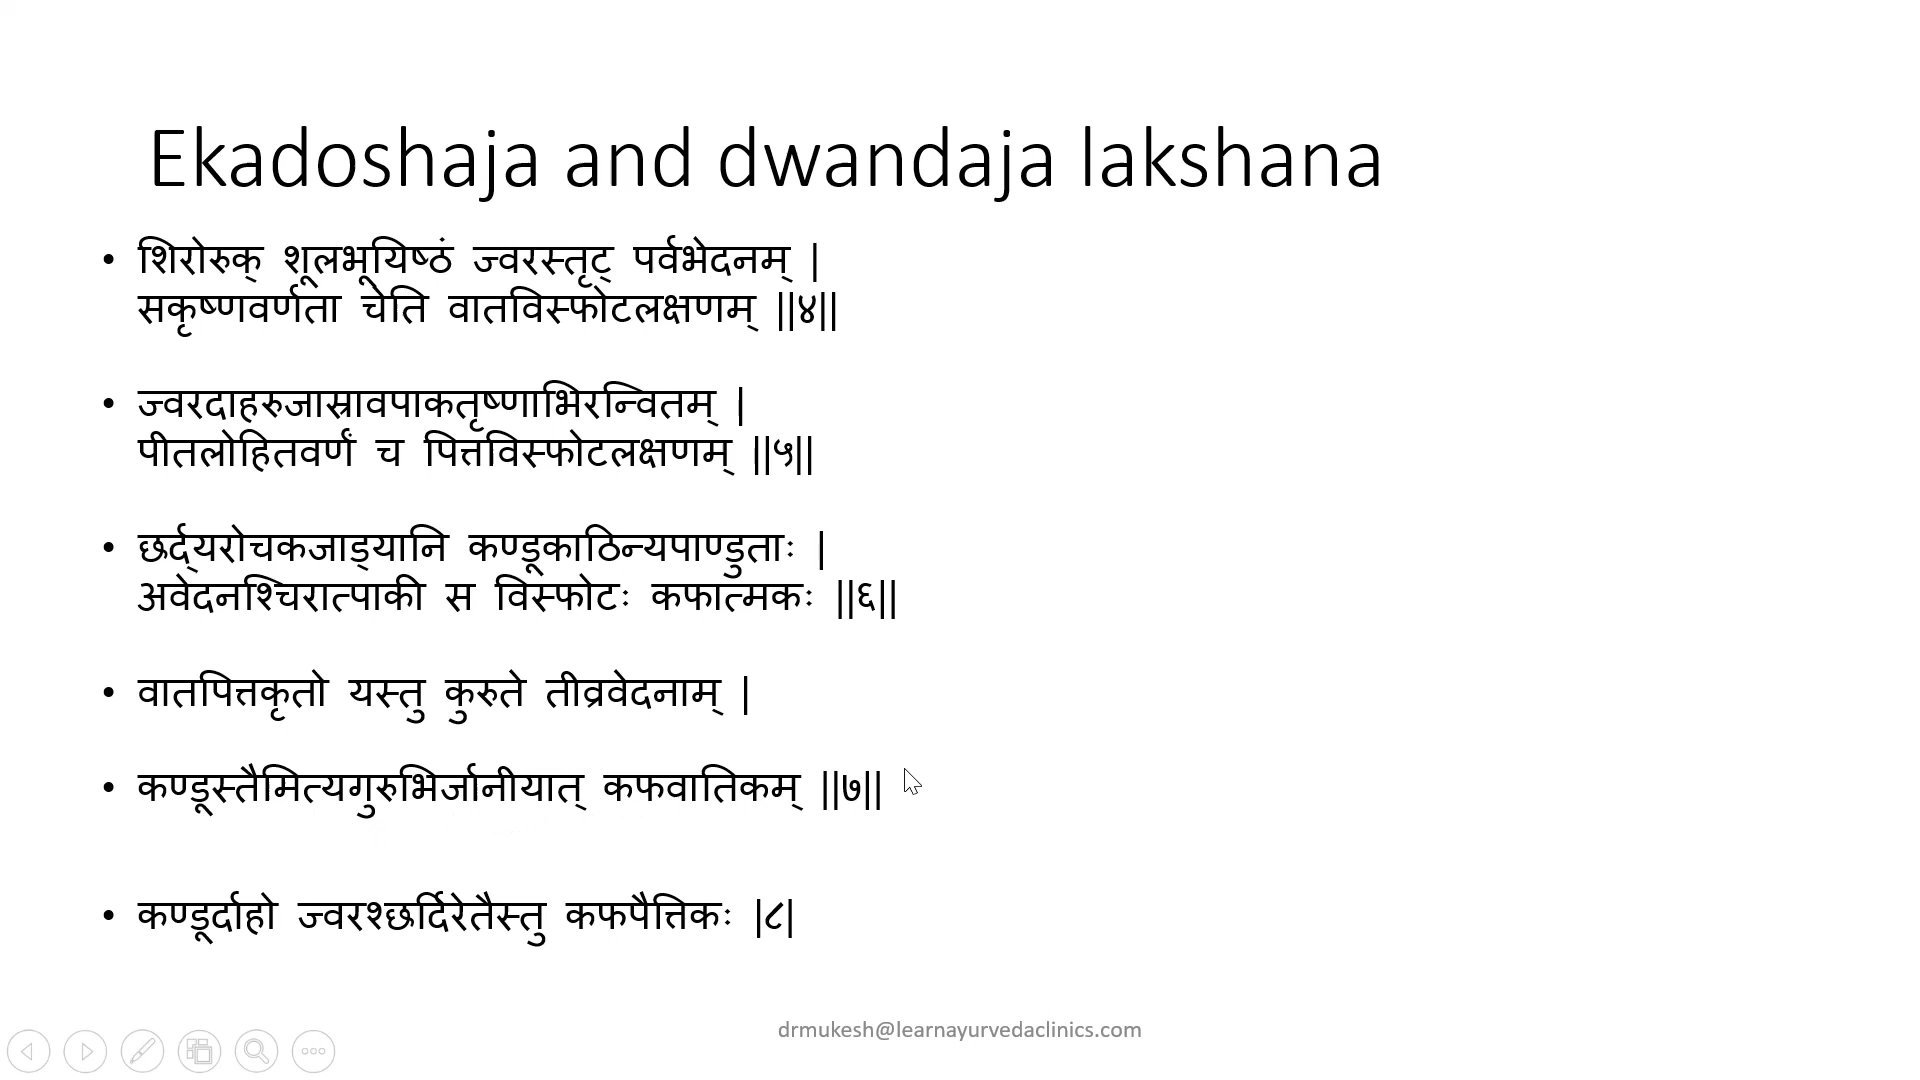 Ekadoshaja and dwandaja lakshana
• शिरोरुक् शूलभूयिष्ठं ज्वरस्तृट् पर्वभेदनम् |
सकृष्णवर्णता चेति वातविस्फोटलक्षणम् ||४||
• ज्वरदाहरुजास्रावपाकतृष्णाभिरन्वितम् |
पीतलोहितवर्णं च पित्तविस्फोटलक्षणम् ||५||
• छर्द्यरोचकजाड्यानि कण्डूकाठिन्यपाण्डुताः |
अवेदनश्चिरात्पाकी स विस्फोटः कफात्मकः ||६||
• वातपित्तकृतो यस्तु कुरुते तीव्रवेदनाम् |
• कण्डूस्तैमित्यगुरुभिर्जानीयात् कफवातिकम् ||७||
• कण्डूर्दाहो ज्वरश्छर्दिरेतैस्तु कफपैत्तिकः |८|
drmukesh@learnayurvedaclinics.com